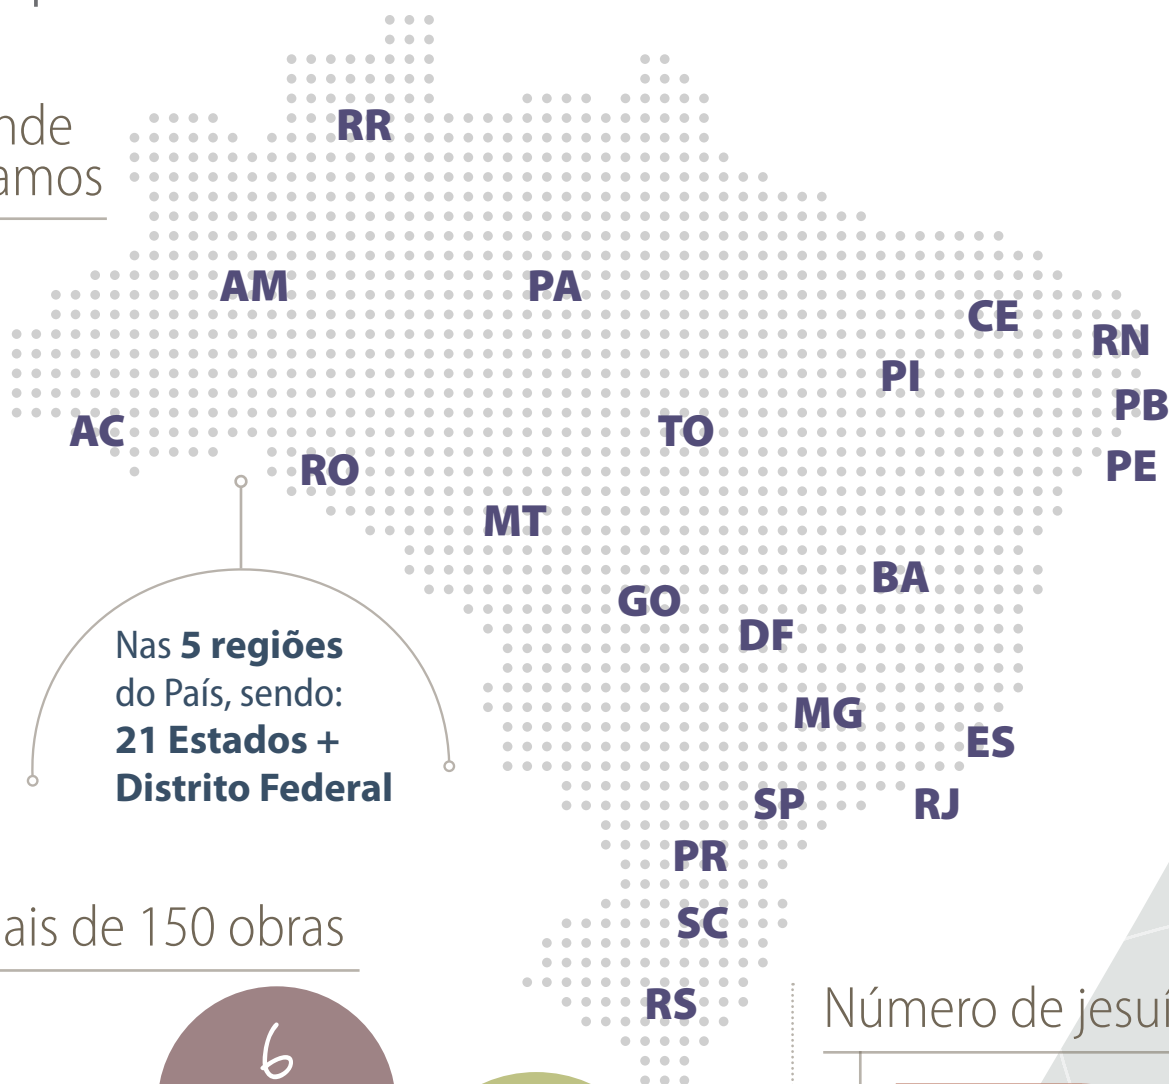 nde
amos
RR
AM
PA
CE
RN
PI
PB
AC
TO
PE
RO
MT
BA
GO
DF
Nas 5 regiões
do País, sendo:
21 Estados +
Distrito Federal
MG
ES
SP
RJ
PR
SC
RS
ais de 150 obras
6
Número de jesuí